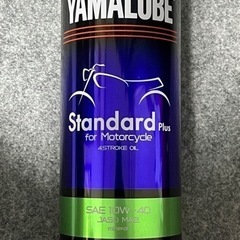 YAMALUBE
Standard Plus
for Motorcycle
4STROKE OIL
SAE 10W-40
JASO MA2